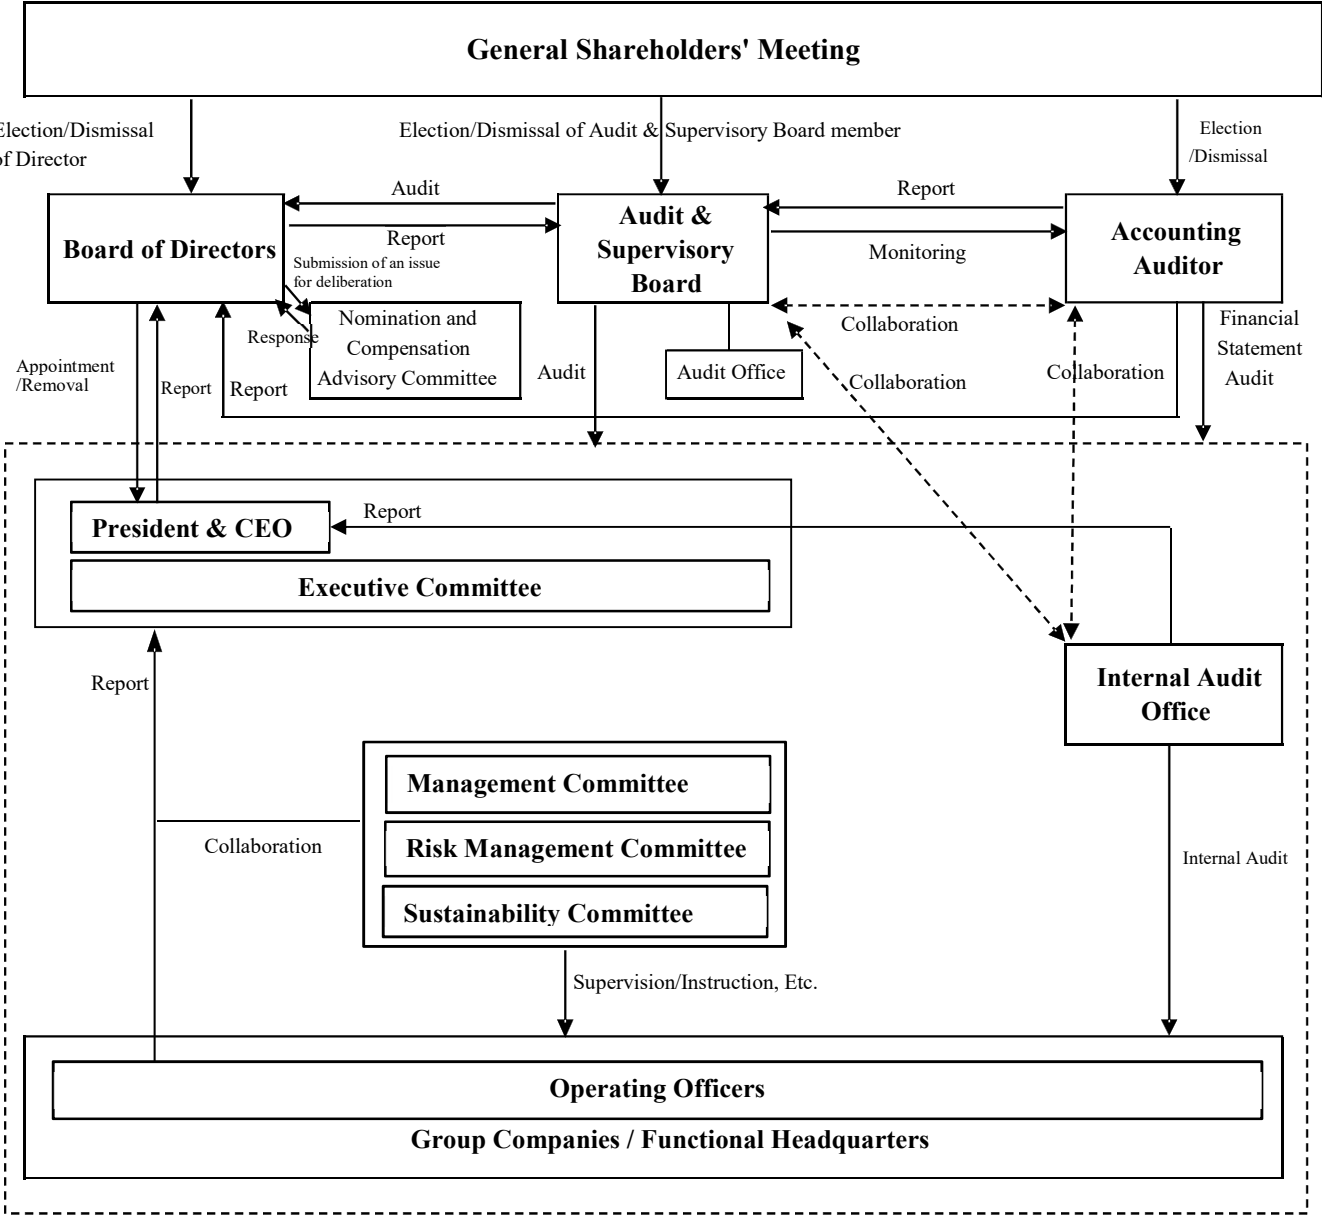 General Shareholders' Meeting
Election/Dismissal
of Director
Election/Dismissal of Audit & Supervisory Board member
Election
/Dismissal
Audit
Report
Board of Directors
Audit &
Supervisory
Board
Report
Monitoring
Accounting
Auditor
Submission of an issue
for deliberation
Response
Nomination and
Compensation
Advisory Committee
Collaboration
Financial
Statement
Audit
Appointment
/Removal
Report
Report
Audit
Audit Office
Collaboration
Collaboration
President & CEO
Report
Executive Committee
Report
Internal Audit
Office
Management Committee
Risk Management Committee
Sustainability Committee
Collaboration
Internal Audit
Supervision/Instruction, Etc.
Operating Officers
Group Companies / Functional Headquarters